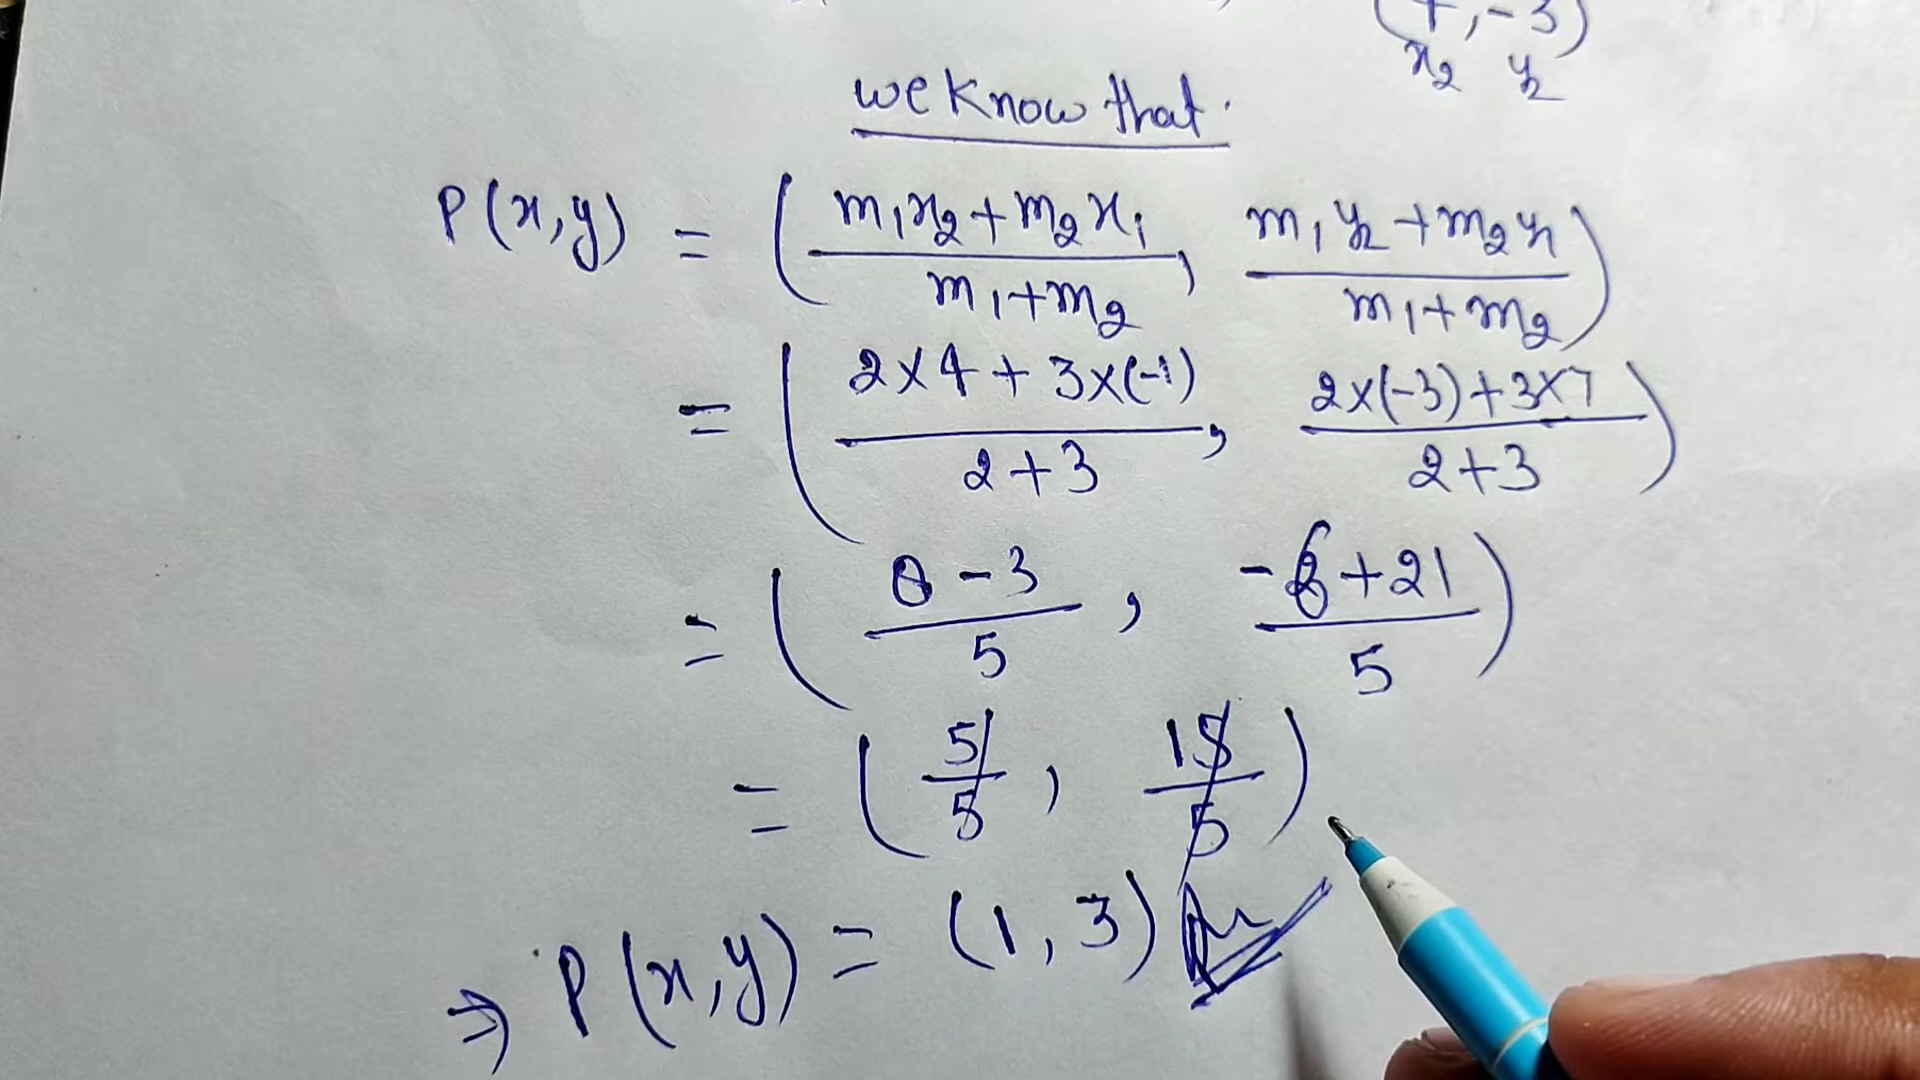 (4, -3)
x₂ y₂
we know that.
P(x,y) = ( (m₁x₂+m₂x₁)/(m₁+m₂), (m₁y₂+m₂y₁)/(m₁+m₂) )
= ( (2×4+3×(-1))/(2+3), (2×(-3)+3×7)/(2+3) )
= ( (8-3)/5, (-6+21)/5 )
= ( 5/5, 15/5 )
⇒ P(x,y) = (1,3)